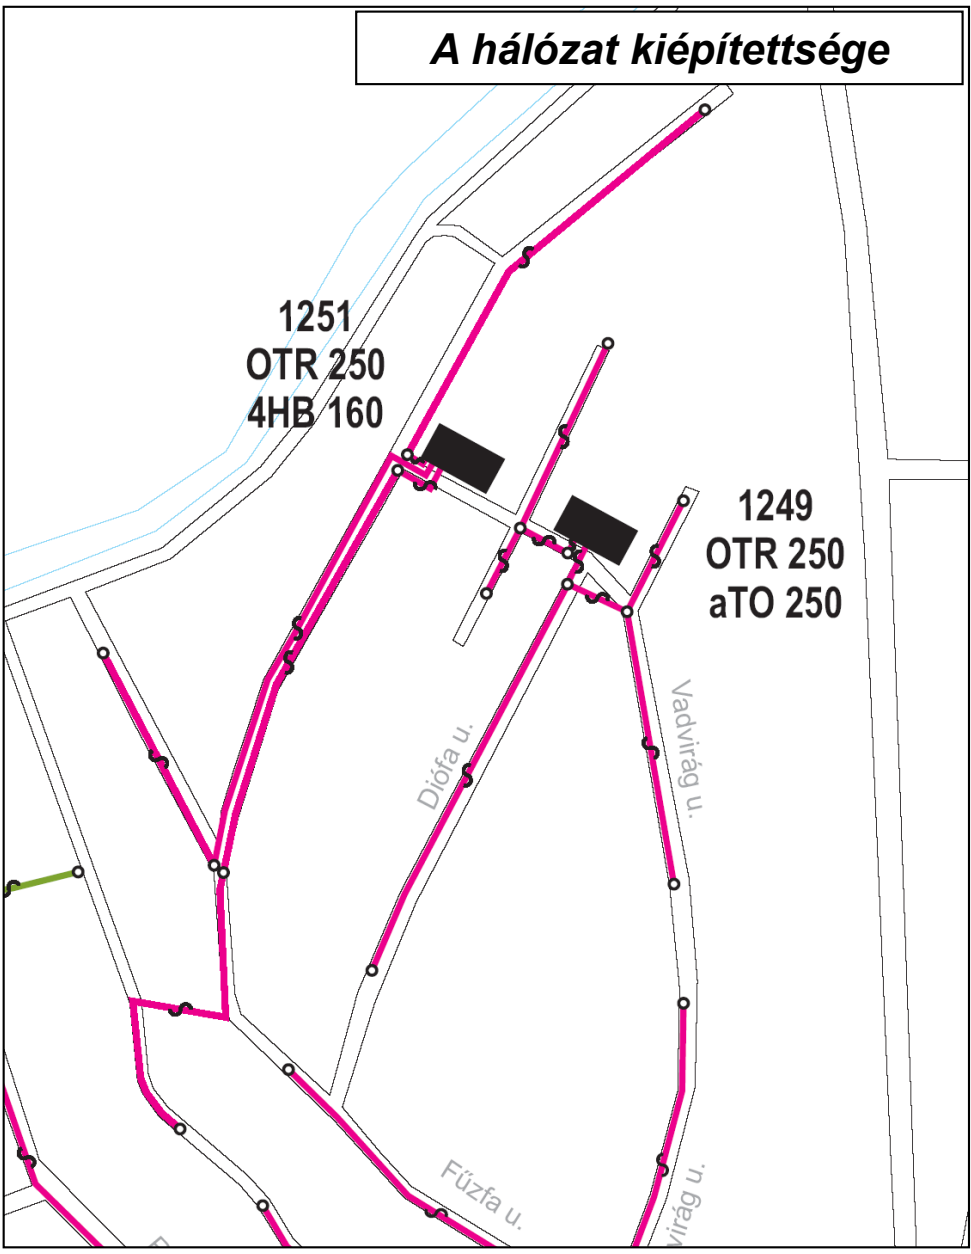 A hálózat kiépítettsége
1251
OTR 250
4HB 160
1249
OTR 250
aTO 250
Vadvirág u.
Diófa u.
Fűzfa u.
virág u.